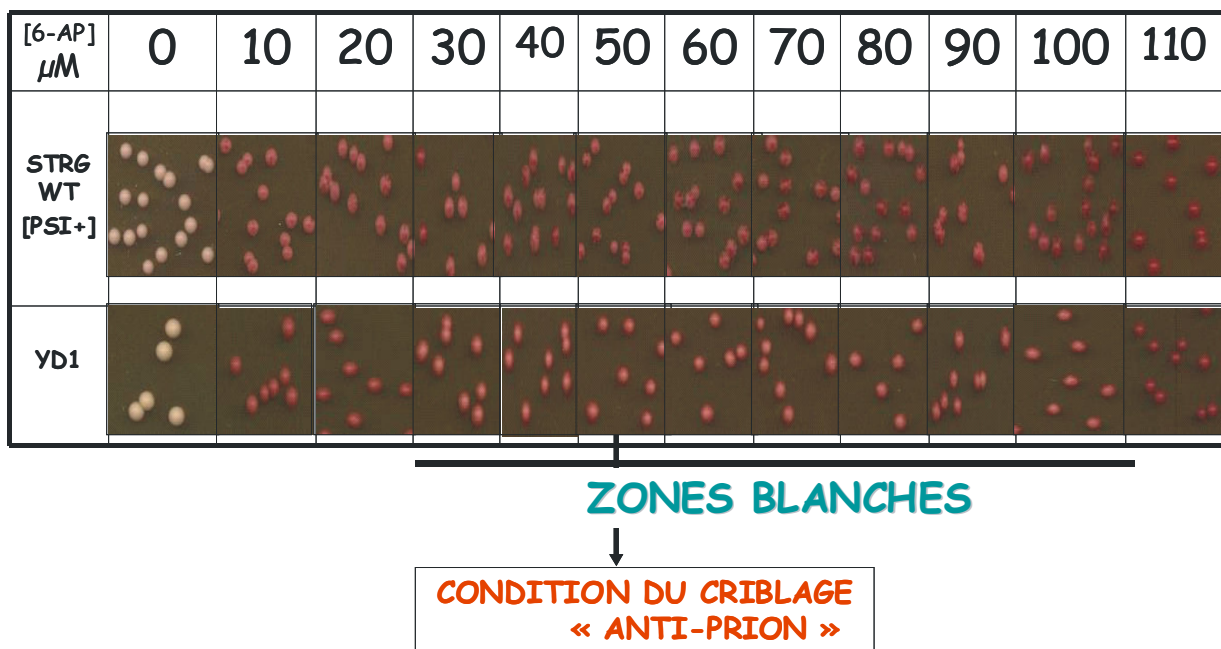 [6-AP]
µM
0 10 20 30 40 50 60 70 80 90 100 110
STRG
WT
[PSI+]
YD1
ZONES BLANCHES
CONDITION DU CRIBLAGE
« ANTI-PRION »